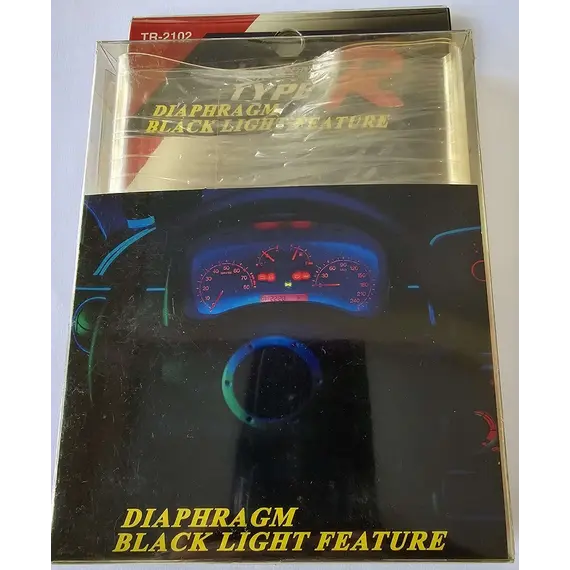 TR-2102
TYPE R
DIAPHRAGM
BLACK LIGHT FEATURE
DIAPHRAGM
BLACK LIGHT FEATURE